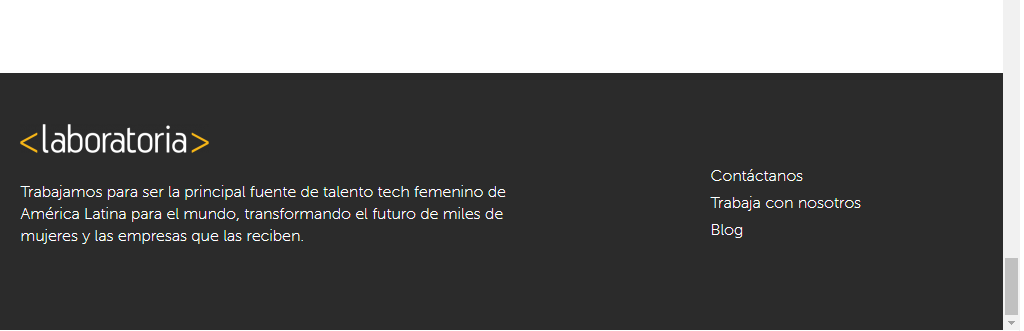 <laboratoria>
Trabajamos para ser la principal fuente de talento tech femenino de
América Latina para el mundo, transformando el futuro de miles de
mujeres y las empresas que las reciben.
Contáctanos
Trabaja con nosotros
Blog